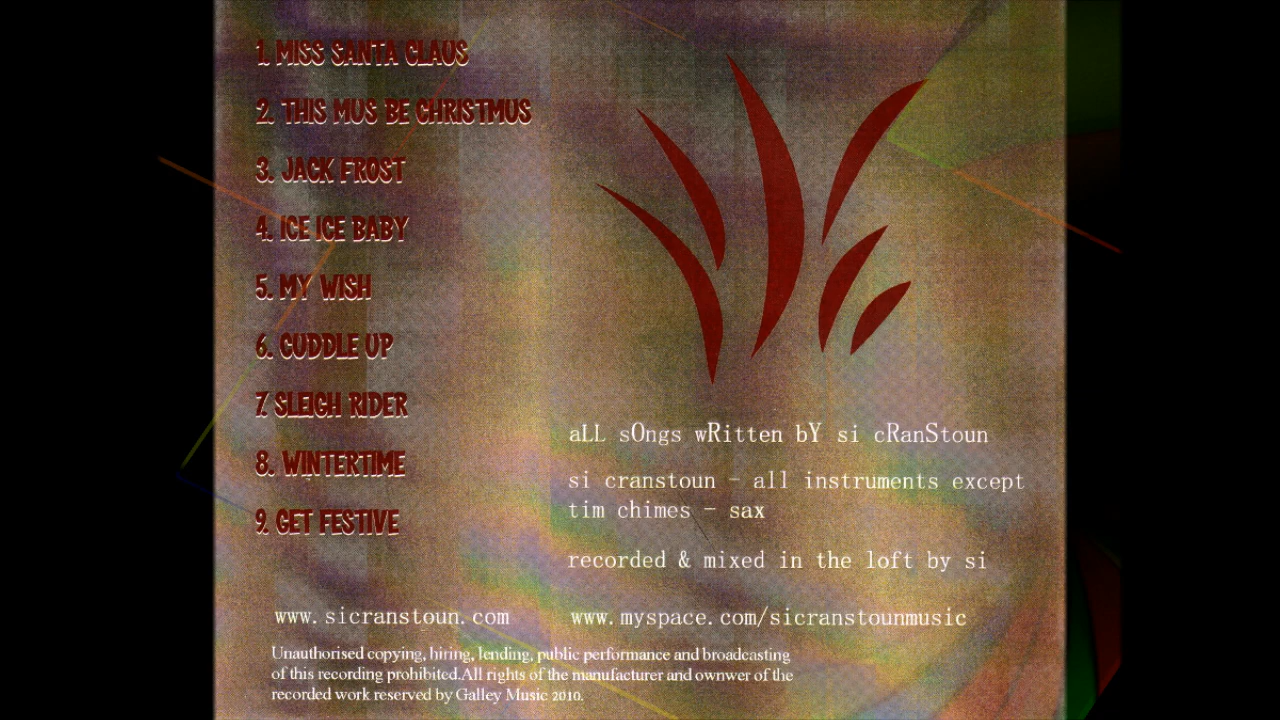 1. MISS SANTA CLAUS
2. THIS MUS BE CHRISTMUS
3. JACK FROST
4. ICE ICE BABY
5. MY WISH
6. CUDDLE UP
7. SLEIGH RIDER
8. WINTERTIME
9. GET FESTIVE
aLL sOngs wRitten bY si cRanStoun
si cranstoun - all instruments except
tim chimes - sax
recorded & mixed in the loft by si
www.sicranstoun.com
www.myspace.com/sicranstounmusic
Unauthorised copying, hiring, lending, public performance and broadcasting
of this recording prohibited.All rights of the manufacturer and ownwer of the
recorded work reserved by Galley Music 2010.